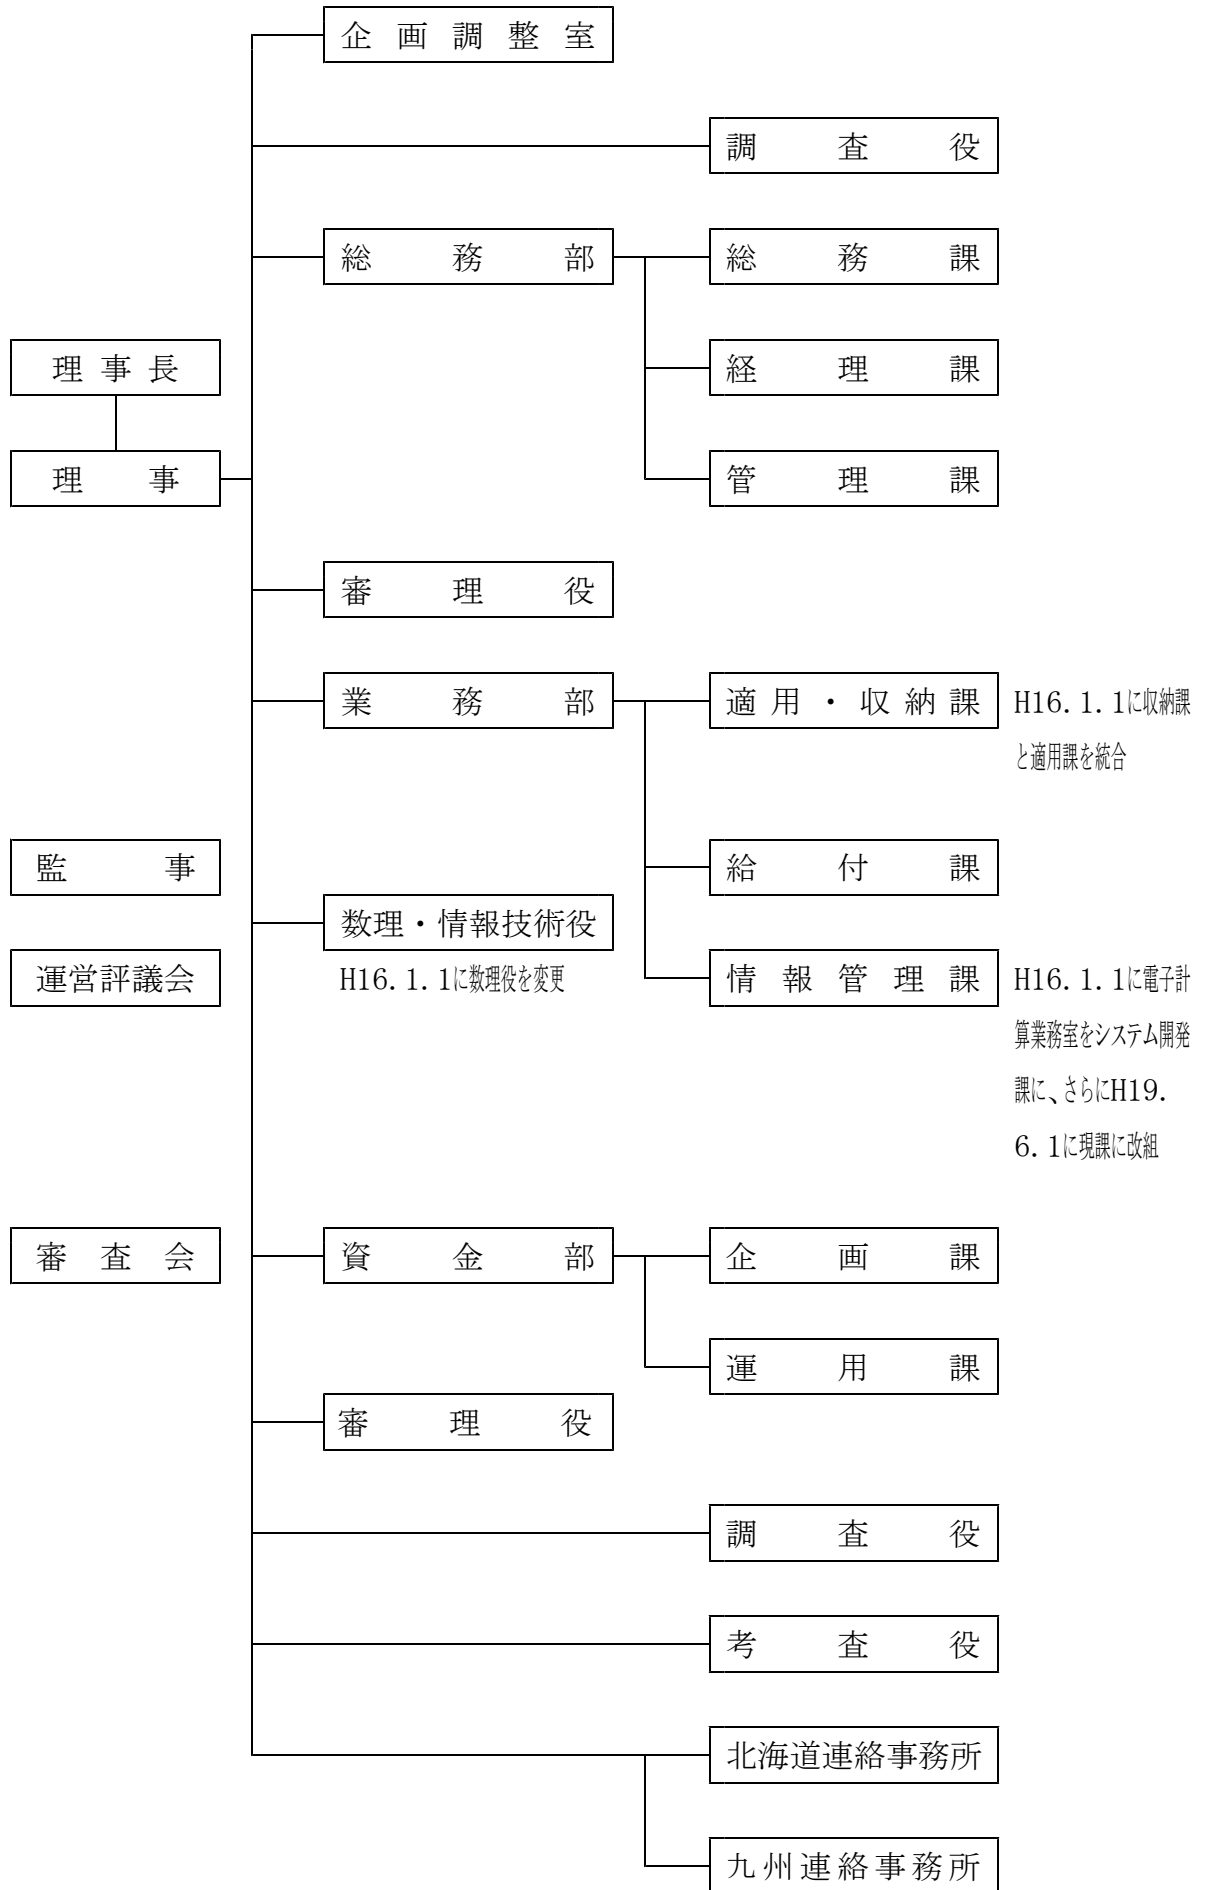 企画調整室
調査役
総務部
総務課
理事長
経理課
理事
管理課
審理役
業務部
適用・収納課
H16.1.1に収納課
と適用課を統合
監事
給付課
数理・情報技術役
H16.1.1に数理役を変更
運営評議会
情報管理課
H16.1.1に電子計
算業務室をシステム開発
課に、さらにH19.
6.1に現課に改組
審査会
資金部
企画課
運用課
審理役
調査役
考査役
北海道連絡事務所
九州連絡事務所